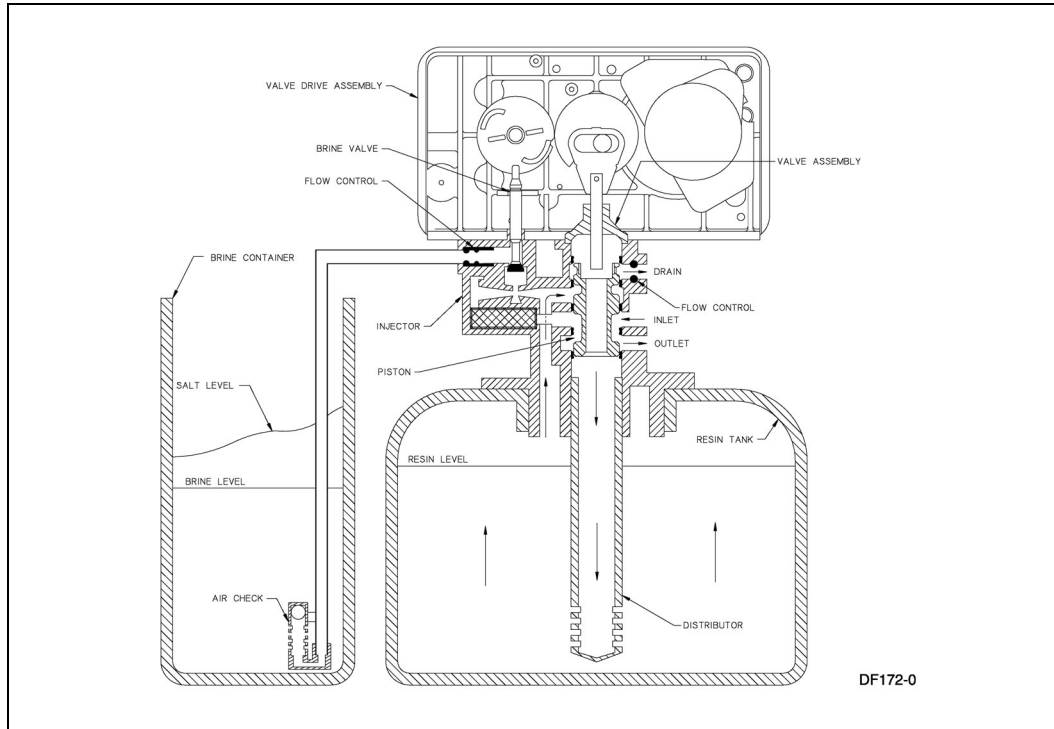 VALVE DRIVE ASSEMBLY
BRINE VALVE
VALVE ASSEMBLY
FLOW CONTROL
BRINE CONTAINER
DRAIN
FLOW CONTROL
INJECTOR
INLET
OUTLET
PISTON
SALT LEVEL
RESIN TANK
RESIN LEVEL
BRINE LEVEL
AIR CHECK
DISTRIBUTOR
DF172-0